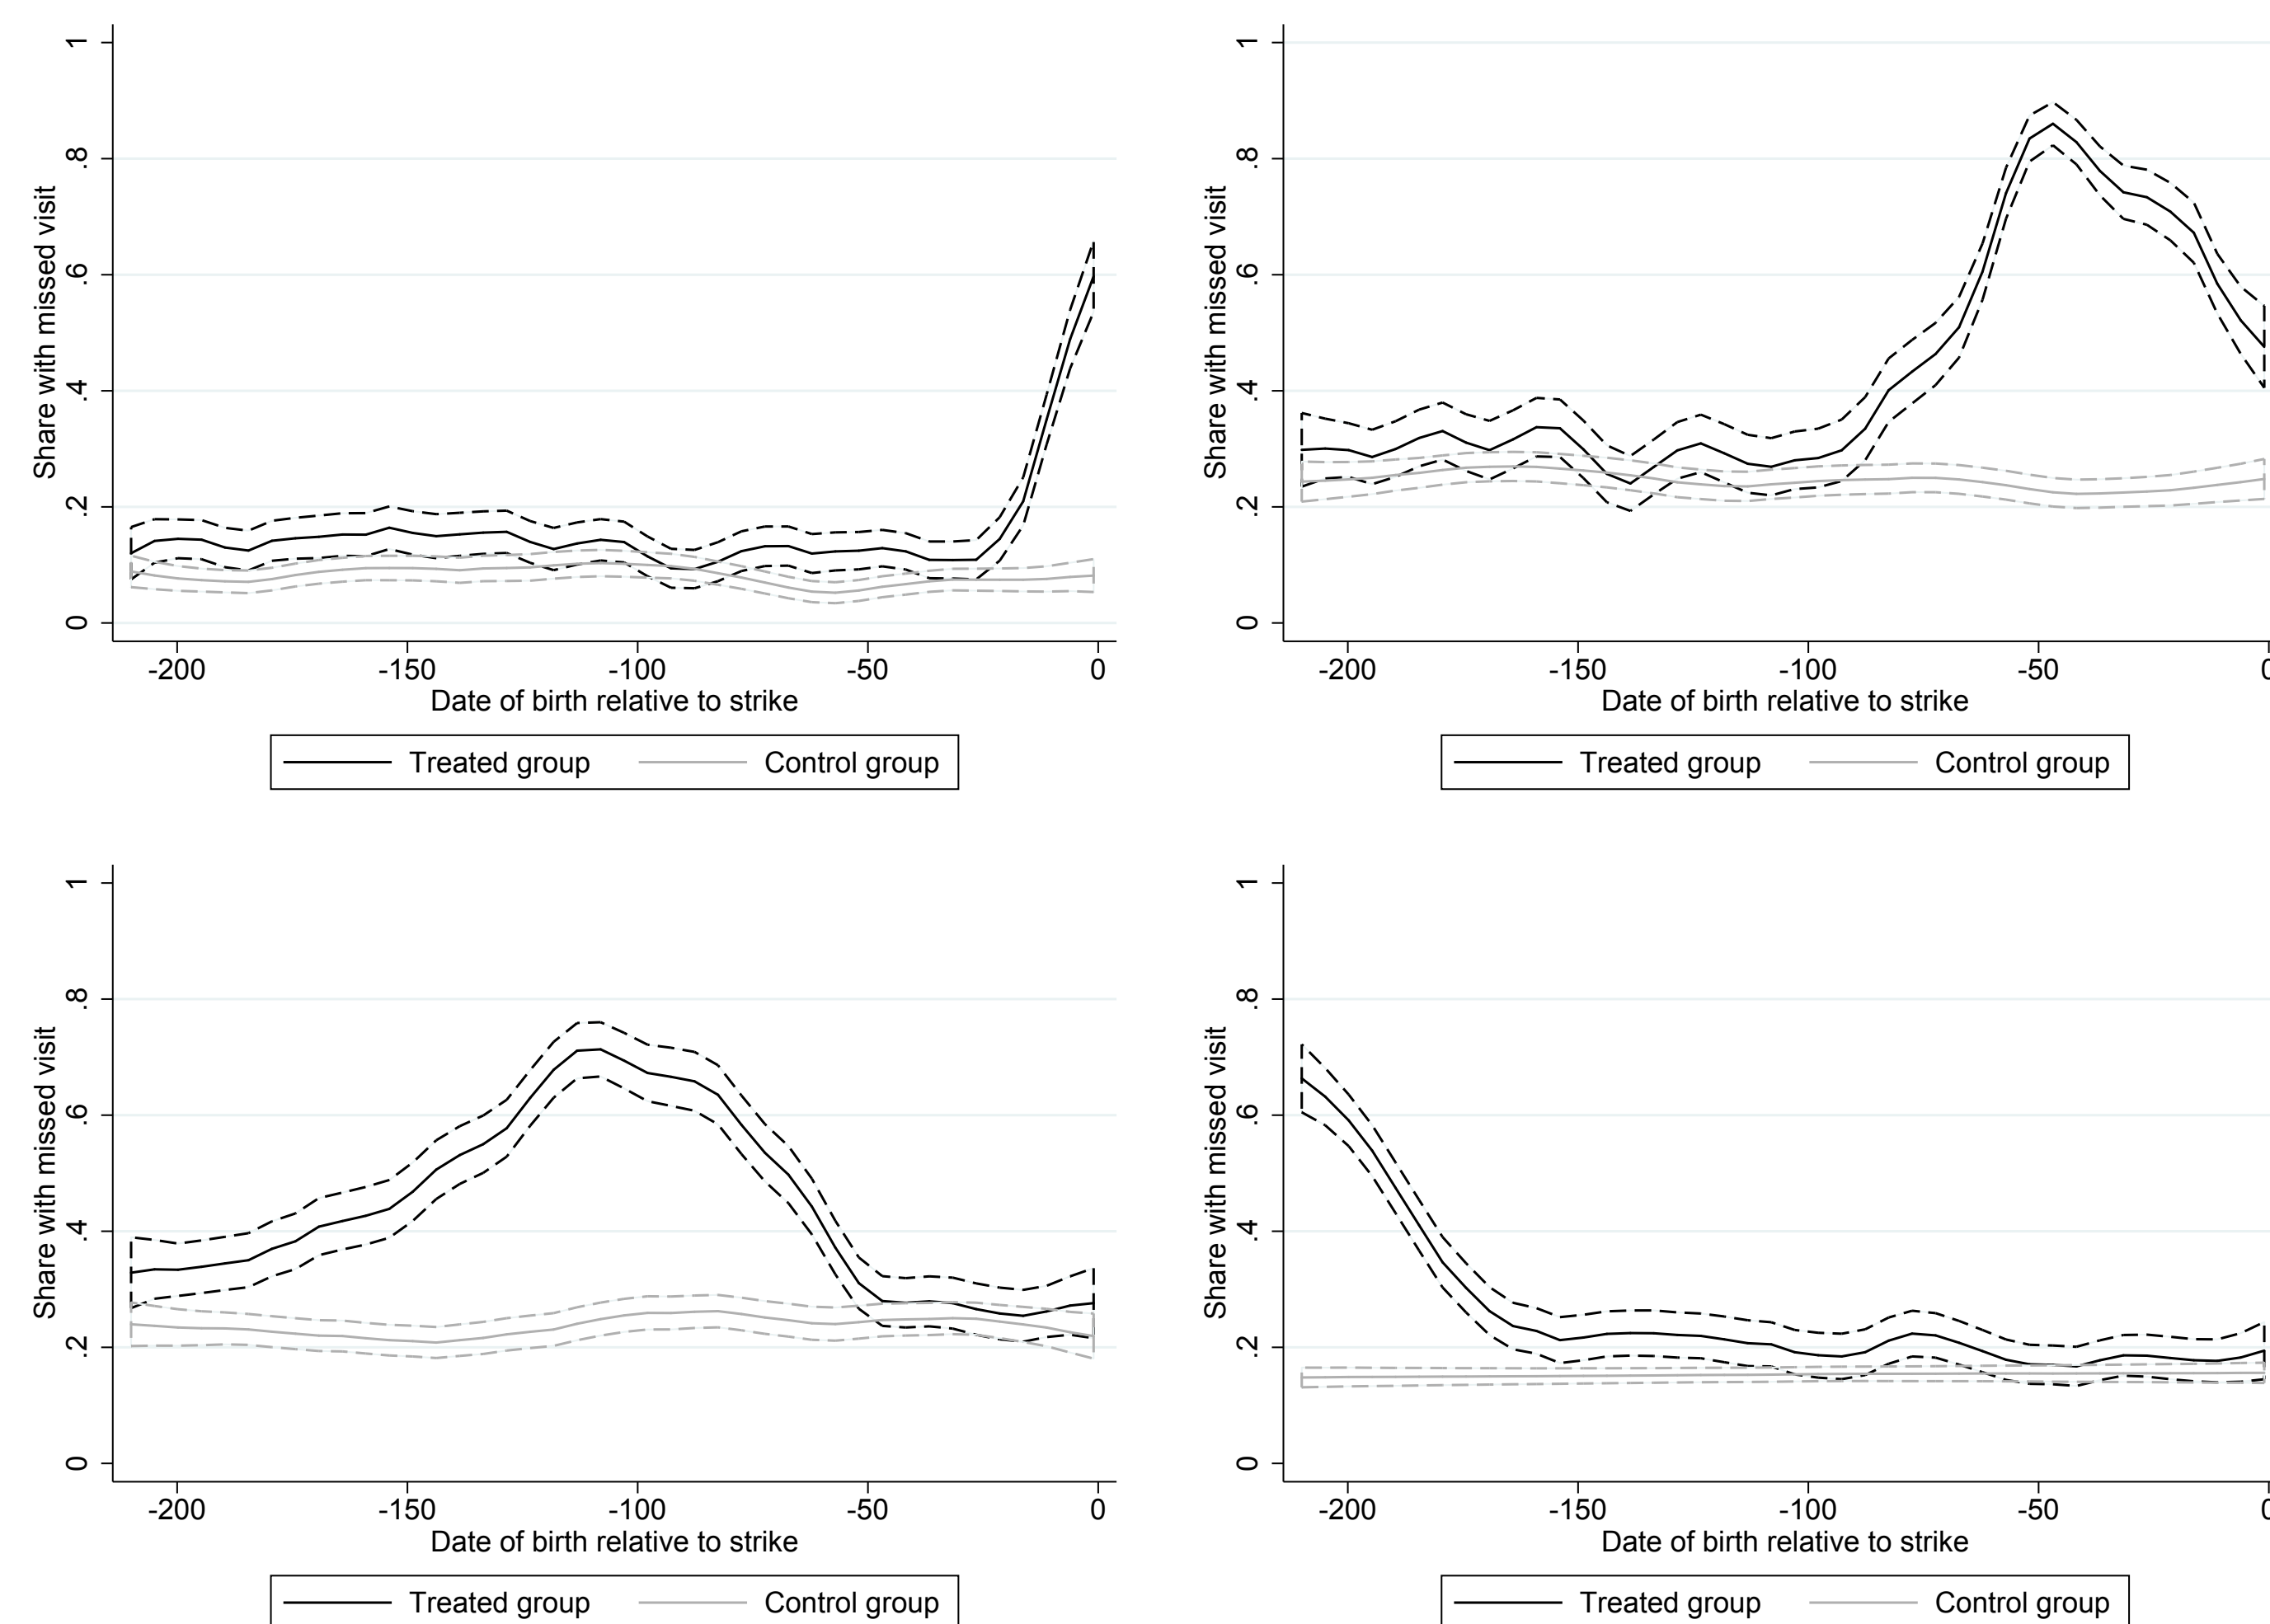 Share with missed visit
1
.8
.6
.4
.2
0
-200 -150 -100 -50 0
Date of birth relative to strike
Treated group Control group
Share with missed visit
1
.8
.6
.4
.2
0
-200 -150 -100 -50 0
Date of birth relative to strike
Treated group Control group
Share with missed visit
1
.8
.6
.4
.2
0
-200 -150 -100 -50 0
Date of birth relative to strike
Treated group Control group
Share with missed visit
1
.8
.6
.4
.2
0
-200 -150 -100 -50 0
Date of birth relative to strike
Treated group Control group